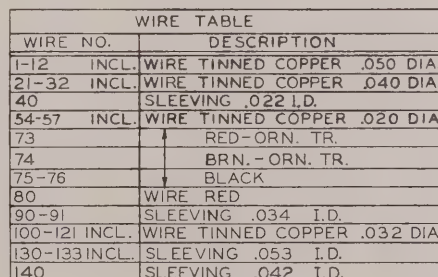 WIRE TABLE
WIRE NO. DESCRIPTION
1-12 INCL. WIRE TINNED COPPER .050 DIA
21-32 INCL. WIRE TINNED COPPER .040 DIA
40 SLEEVING .022 I.D.
54-57 INCL. WIRE TINNED COPPER .020 DIA
73 RED-ORN. TR.
74 BRN.-ORN. TR.
75-76 BLACK
80 WIRE RED
90-91 SLEEVING .034 I.D.
100-121 INCL. WIRE TINNED COPPER .032 DIA
130-133 INCL. SLEEVING .053 I.D.
140 SLEEVING .042 I.D.